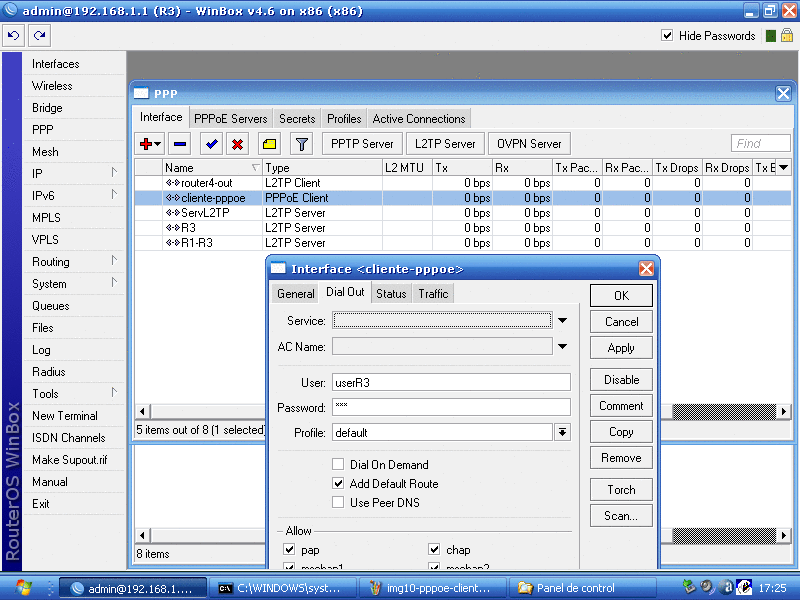 admin@192.168.1.1 (R3) - WinBox v4.6 on x86 (x86)
Hide Passwords
Interfaces
Wireless
Bridge
PPP
Mesh
IP
IPv6
MPLS
VPLS
Routing
System
Queues
Files
Log
Radius
Tools
New Terminal
ISDN Channels
Make Supout.rif
Manual
Exit
RouterOS WinBox
PPP
Interface PPPoE Servers Secrets Profiles Active Connections
PPTP Server L2TP Server OVPN Server Find
Name Type L2 MTU Tx Rx Tx Pac... Rx Pac... Tx Drops Rx Drops Tx E
router4-out L2TP Client 0 bps 0 bps 0 0 0 0
cliente-pppoe PPPoE Client 0 bps 0 bps 0 0 0 0
ServL2TP L2TP Server 0 bps 0 bps 0 0 0 0
R3 L2TP Server 0 bps 0 bps 0 0 0 0
R1-R3 L2TP Server 0 bps 0 bps 0 0 0 0
5 items out of 8 (1 selected)
8 items
Interface <cliente-pppoe>
General Dial Out Status Traffic
Service:
AC Name:
User: userR3
Password: ***
Profile: default
Dial On Demand
Add Default Route
Use Peer DNS
Allow
pap chap
mschap1 mschap2
OK
Cancel
Apply
Disable
Comment
Copy
Remove
Torch
Scan...
admin@192.168.1.... C:\WINDOWS\syst... img10-pppoe-client... Panel de control 17:25